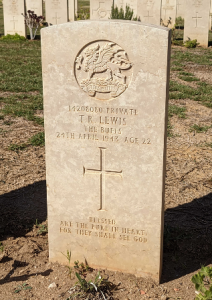 PRIVATE
T.R. LEWIS
THE BUFFS
24TH APRIL 1943 AGE 22
BLESSED
ARE THE PURE IN HEART,
FOR THEY SHALL SEE GOD